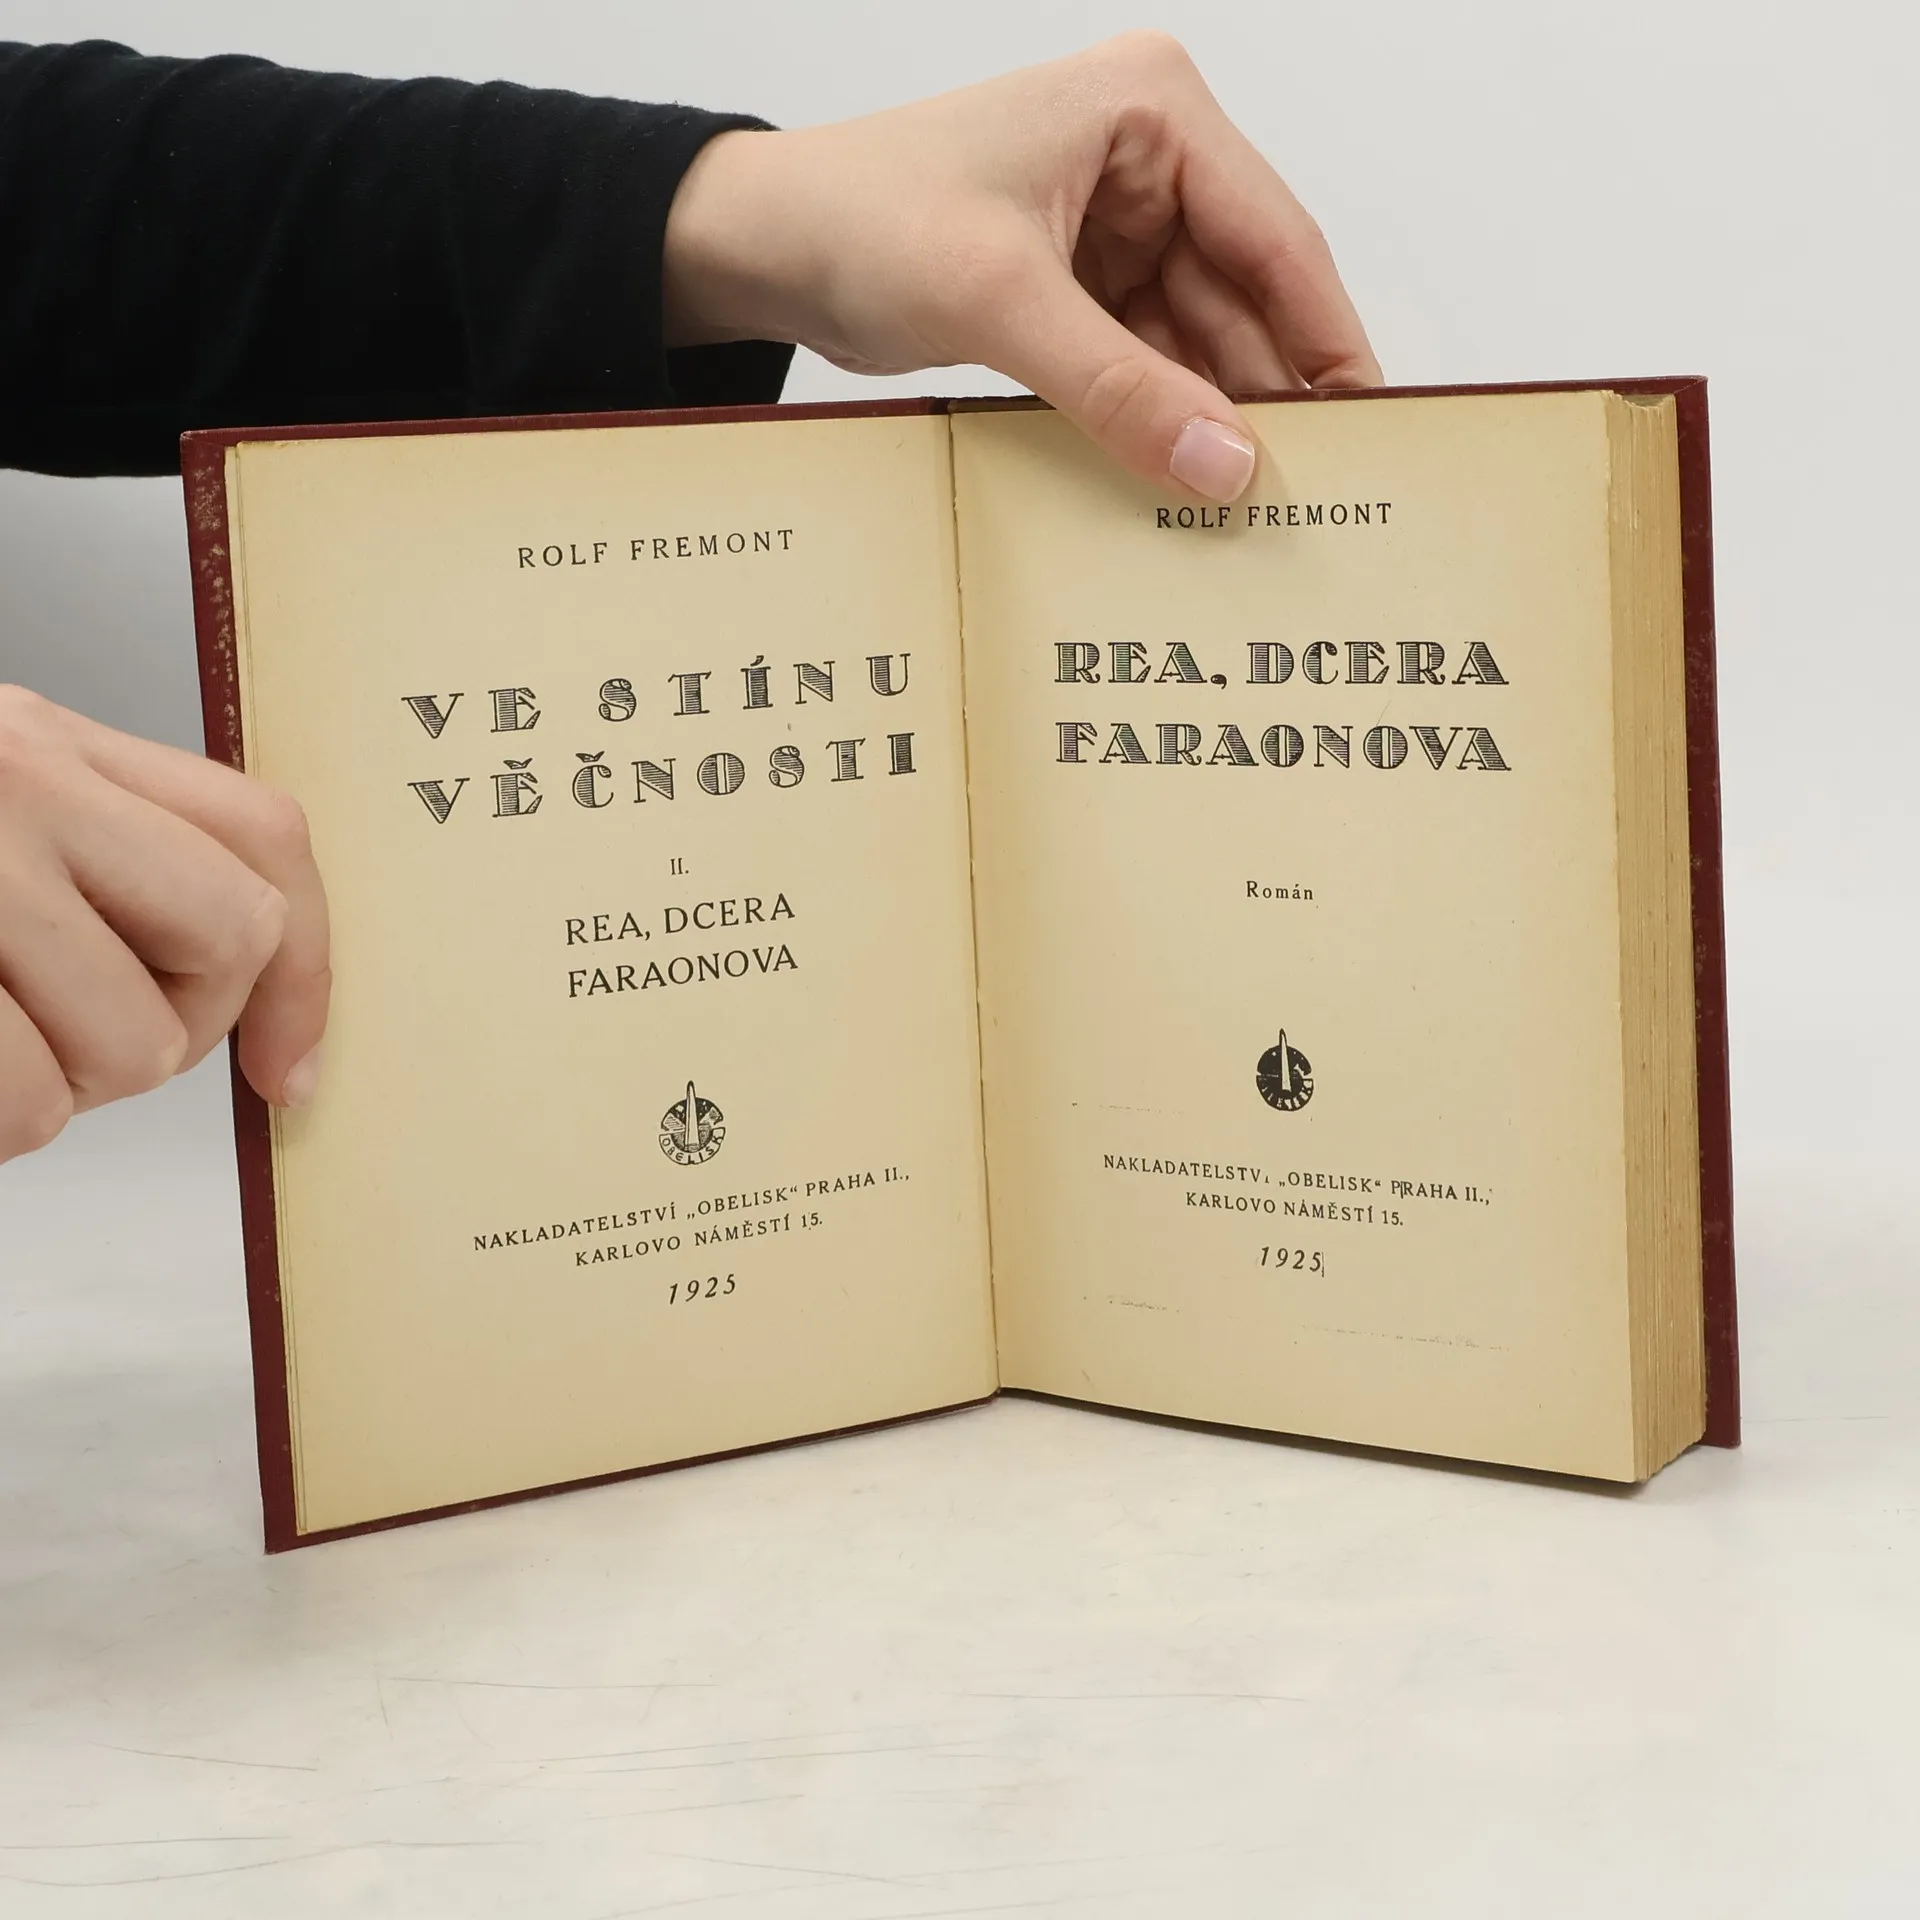 ROLF FREMONT
VE STÍNU
VĚČNOSTI
II.
REA, DCERA
FARAONOVA
OBELISK
NAKLADATELSTVÍ „OBELISK“ PRAHA II.,
KARLOVO NÁMĚSTÍ 15.
1925
ROLF FREMONT
REA, DCERA
FARAONOVA
Román
NAKLADATELSTVÍ „OBELISK“ PRAHA II.,
KARLOVO NÁMĚSTÍ 15.
1925